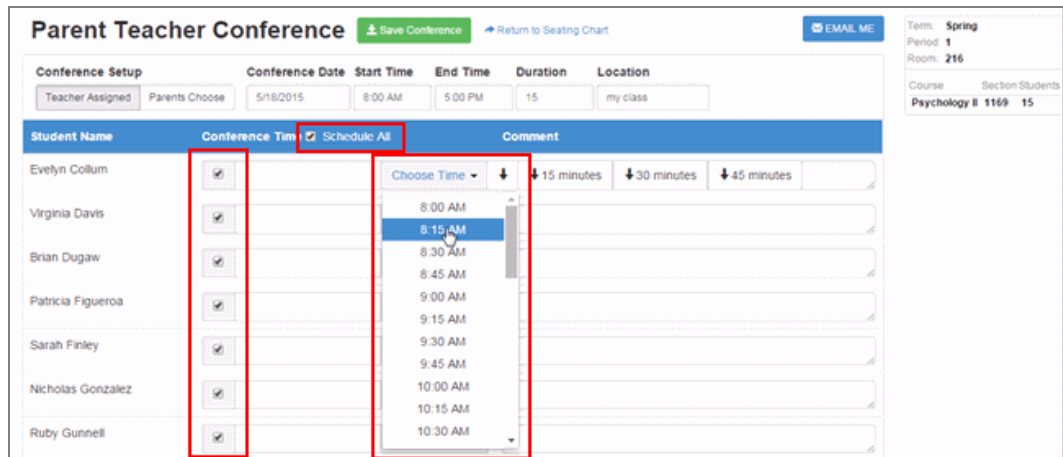 Parent Teacher Conference Save Conference Return to Seating Chart EMAIL ME
Term: Spring
Period: 1
Room: 216
Course Section Students
Psychology II 1169 15
Conference Setup Conference Date Start Time End Time Duration Location
Teacher Assigned Parents Choose 5/18/2015 8:00 AM 5:00 PM 15 my class
Student Name Conference Time Schedule All Comment
Evelyn Collum Choose Time 15 minutes 30 minutes 45 minutes
8:00 AM
Virginia Davis
8:15 AM
8:30 AM
Brian Dugaw
8:45 AM
9:00 AM
Patricia Figueroa
9:15 AM
9:30 AM
Sarah Finley
9:45 AM
10:00 AM
Nicholas Gonzalez
10:15 AM
10:30 AM
Ruby Gunnell